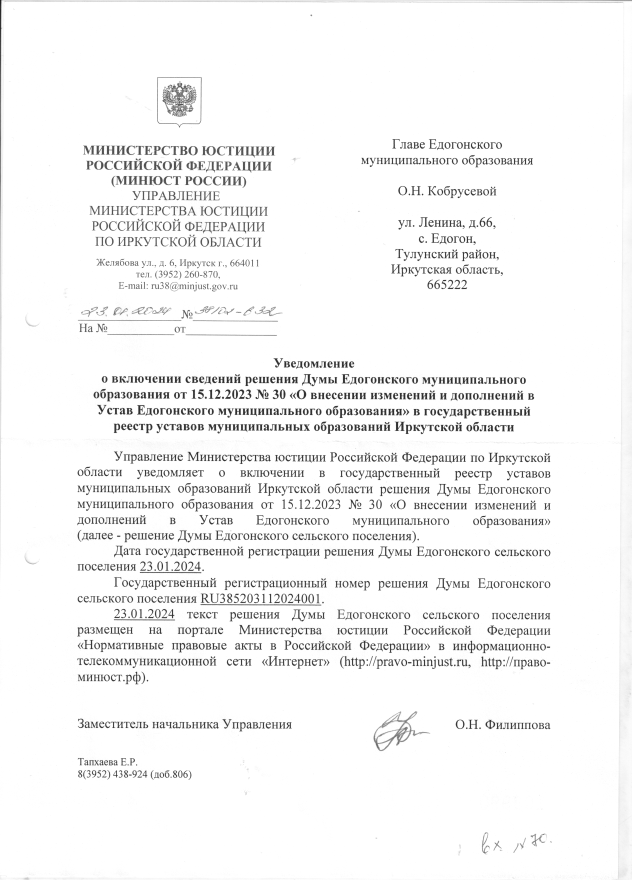 МИНИСТЕРСТВО ЮСТИЦИИ
РОССИЙСКОЙ ФЕДЕРАЦИИ
(МИНЮСТ РОССИИ)
УПРАВЛЕНИЕ
МИНИСТЕРСТВА ЮСТИЦИИ
РОССИЙСКОЙ ФЕДЕРАЦИИ
ПО ИРКУТСКОЙ ОБЛАСТИ
Желябова ул., д. 6, Иркутск г., 664011
тел. (3952) 260-870,
E-mail: ru38@minjust.gov.ru
23.01.2024 №
На № от
Главе Едогонского
муниципального образования
О.Н. Кобрусевой
ул. Ленина, д.66,
с. Едогон,
Тулунский район,
Иркутская область,
665222
Уведомление
о включении сведений решения Думы Едогонского муниципального
образования от 15.12.2023 № 30 «О внесении изменений и дополнений в
Устав Едогонского муниципального образования» в государственный
реестр уставов муниципальных образований Иркутской области
Управление Министерства юстиции Российской Федерации по Иркутской
области уведомляет о включении в государственный реестр уставов
муниципальных образований Иркутской области решения Думы Едогонского
муниципального образования от 15.12.2023 № 30 «О внесении изменений и
дополнений в Устав Едогонского муниципального образования»
(далее - решение Думы Едогонского сельского поселения).
Дата государственной регистрации решения Думы Едогонского сельского
поселения 23.01.2024.
Государственный регистрационный номер решения Думы Едогонского
сельского поселения RU385203112024001.
23.01.2024 текст решения Думы Едогонского сельского поселения
размещен на портале Министерства юстиции Российской Федерации
«Нормативные правовые акты в Российской Федерации» в информационно-
телекоммуникационной сети «Интернет» (http://pravo-minjust.ru, http://право-
минюст.рф).
Заместитель начальника Управления О.Н. Филиппова
Тапхаева Е.Р.
8(3952) 438-924 (доб.806)
вх. №70.